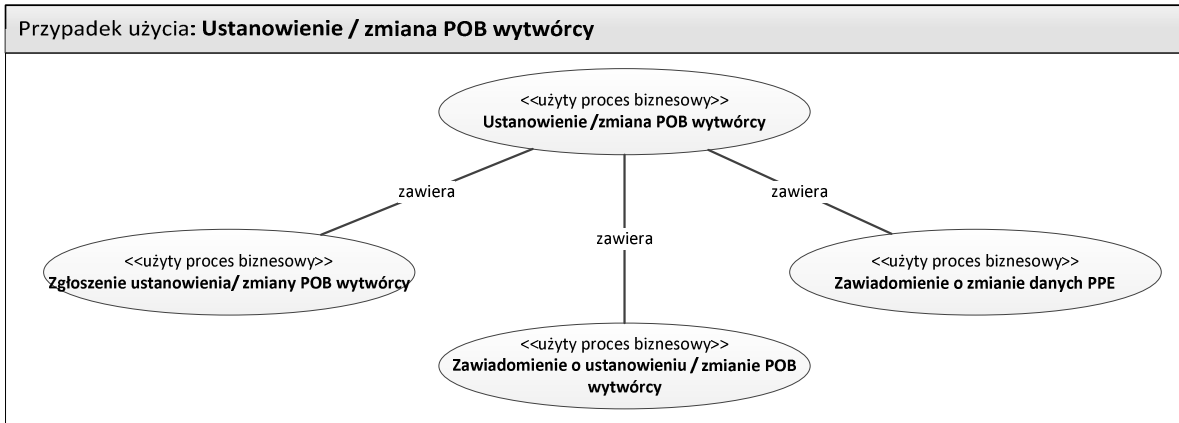 Przypadek użycia: Ustanowienie / zmiana POB wytwórcy
<<użyty proces biznesowy>>
Ustanowienie /zmiana POB wytwórcy
zawiera
zawiera
zawiera
<<użyty proces biznesowy>>
Zgłoszenie ustanowienia/ zmiany POB wytwórcy
<<użyty proces biznesowy>>
Zawiadomienie o zmianie danych PPE
<<użyty proces biznesowy>>
Zawiadomienie o ustanowieniu / zmianie POB
wytwórcy